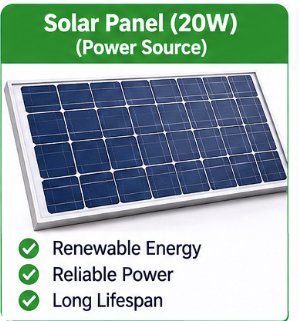 Solar Panel (20W)
(Power Source)
Renewable Energy
Reliable Power
Long Lifespan